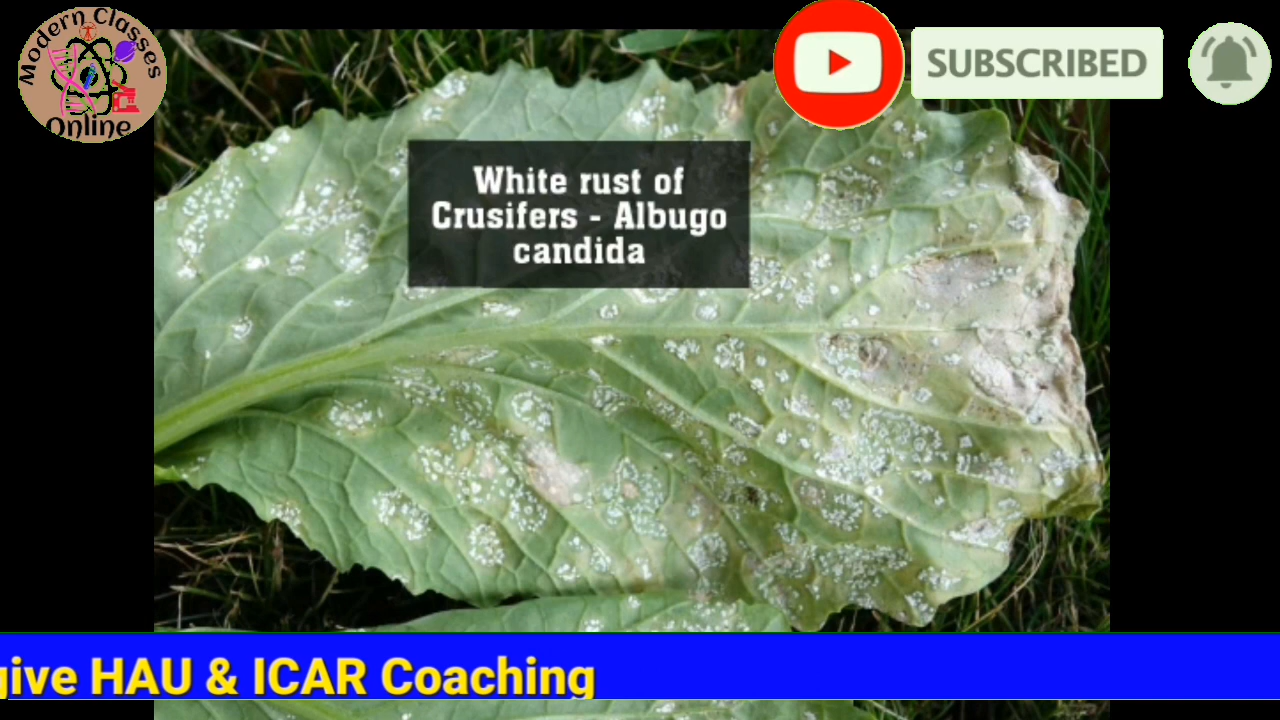 Modern Classes
Online
SUBSCRIBED
White rust of
Crusifers - Albugo
candida
give HAU & ICAR Coaching